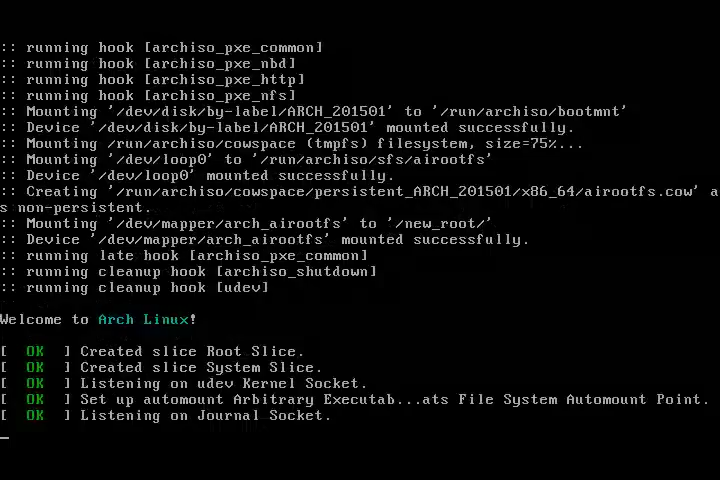 :: running hook [archiso_pxe_common]
:: running hook [archiso_pxe_nbd]
:: running hook [archiso_pxe_http]
:: running hook [archiso_pxe_nfs]
:: Mounting '/dev/disk/by-label/ARCH_201501' to '/run/archiso/bootmnt'
:: Device '/dev/disk/by-label/ARCH_201501' mounted successfully.
:: Mounting /run/archiso/cowspace (tmpfs) filesystem, size=75%...
:: Mounting '/dev/loop0' to '/run/archiso/sfs/airootfs'
:: Device '/dev/loop0' mounted successfully.
:: Creating '/run/archiso/cowspace/persistent_ARCH_201501/x86_64/airootfs.cow' a
s non-persistent.
:: Mounting '/dev/mapper/arch_airootfs' to '/new_root/'
:: Device '/dev/mapper/arch_airootfs' mounted successfully.
:: running late hook [archiso_pxe_common]
:: running cleanup hook [archiso_shutdown]
:: running cleanup hook [udev]
Welcome to Arch Linux!
[  OK  ] Created slice Root Slice.
[  OK  ] Created slice System Slice.
[  OK  ] Listening on udev Kernel Socket.
[  OK  ] Set up automount Arbitrary Executab...ats File System Automount Point.
[  OK  ] Listening on Journal Socket.